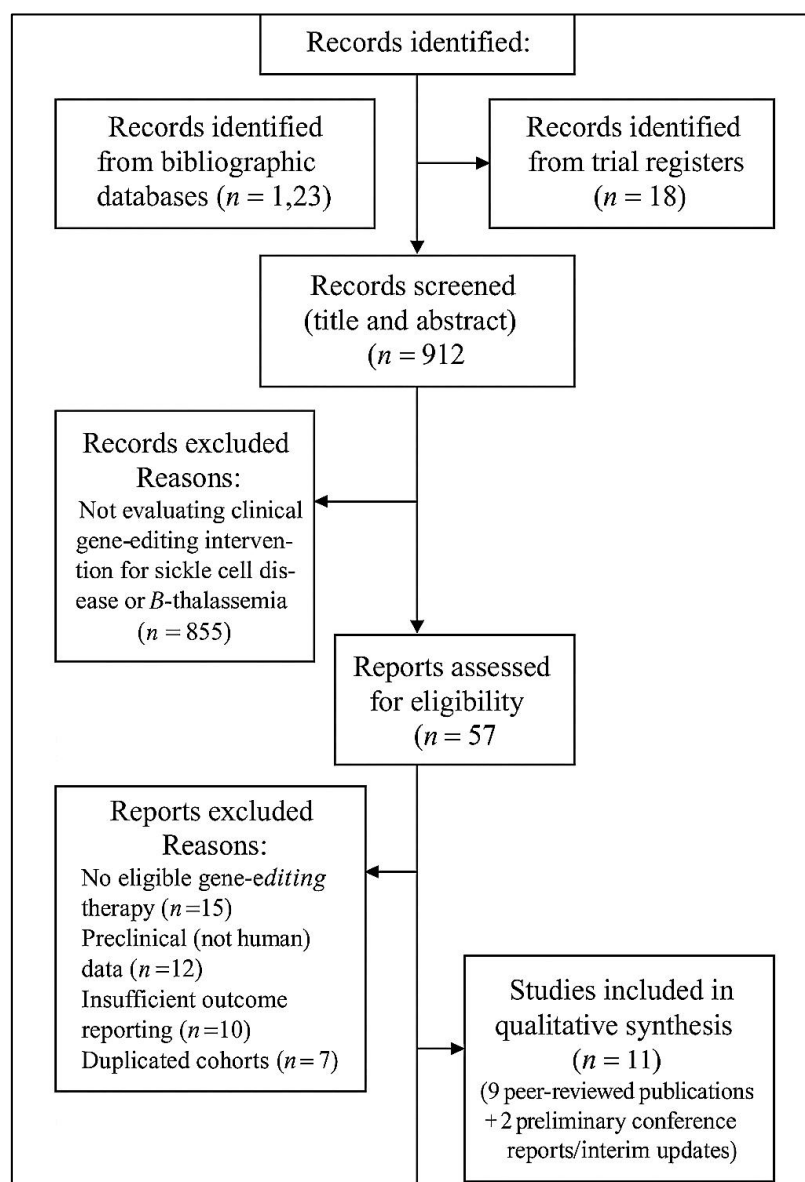 Records identified:
Records identified
from bibliographic
databases (n = 1,23)
Records identified
from trial registers
(n = 18)
Records screened
(title and abstract)
(n = 912
Records excluded
Reasons:
Not evaluating clinical
gene-editing interven-
tion for sickle cell dis-
ease or B-thalassemia
(n = 855)
Reports assessed
for eligibility
(n = 57
Reports excluded
Reasons:
No eligible gene-editing
therapy (n=15)
Preclinical (not human)
data (n=12)
Insufficient outcome
reporting (n=10)
Duplicated cohorts (n=7)
Studies included in
qualitative synthesis
(n = 11)
(9 peer-reviewed publications
+2 preliminary conference
reports/interim updates)